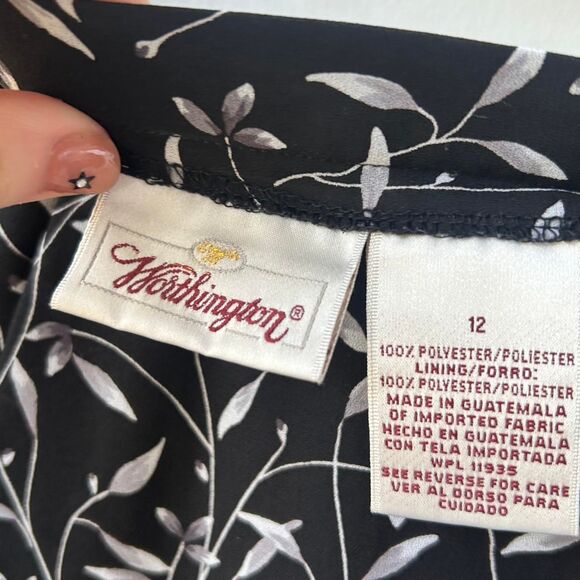 Worthington®
12
100% POLYESTER/POLIESTER
LINING/FORRO:
100% POLYESTER/POLIESTER
MADE IN GUATEMALA
OF IMPORTED FABRIC
HECHO EN GUATEMALA
CON TELA IMPORTADA
WPL 11935
SEE REVERSE FOR CARE
VER AL DORSO PARA
CUIDADO